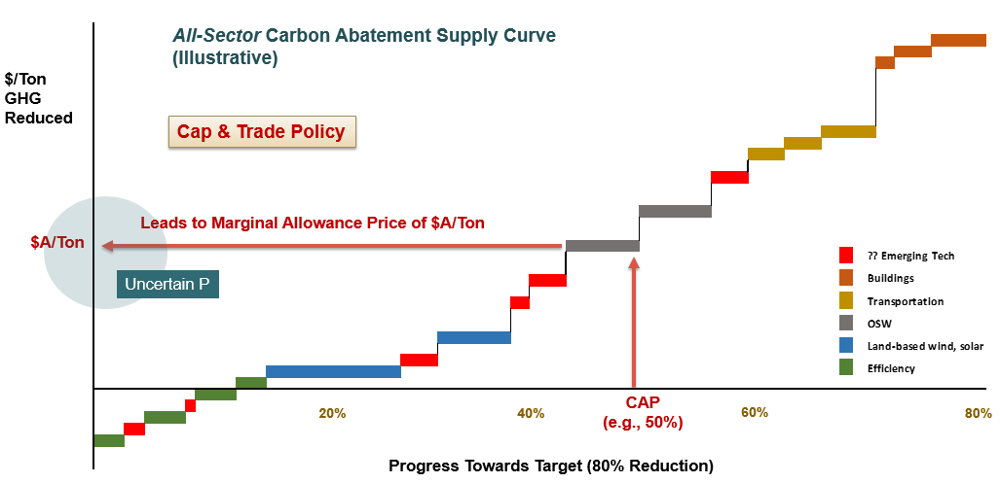 All-Sector Carbon Abatement Supply Curve
(Illustrative)
$/Ton
GHG
Reduced
Cap & Trade Policy
Leads to Marginal Allowance Price of $A/Ton
$A/Ton
Uncertain P
?? Emerging Tech
Buildings
Transportation
OSW
Land-based wind, solar
Efficiency
20%
40%
CAP
(e.g., 50%)
60%
80%
Progress Towards Target (80% Reduction)